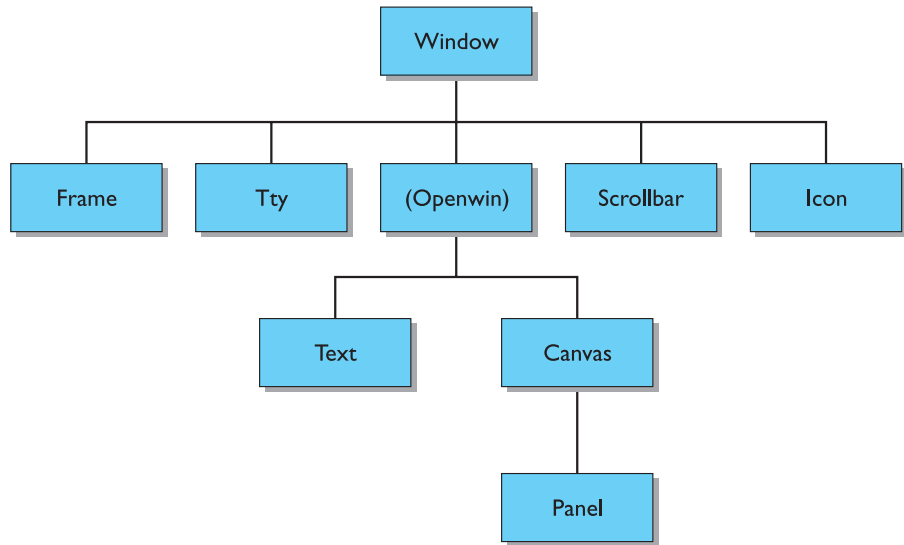 Window
Frame
Tty
(Openwin)
Scrollbar
Icon
Text
Canvas
Panel